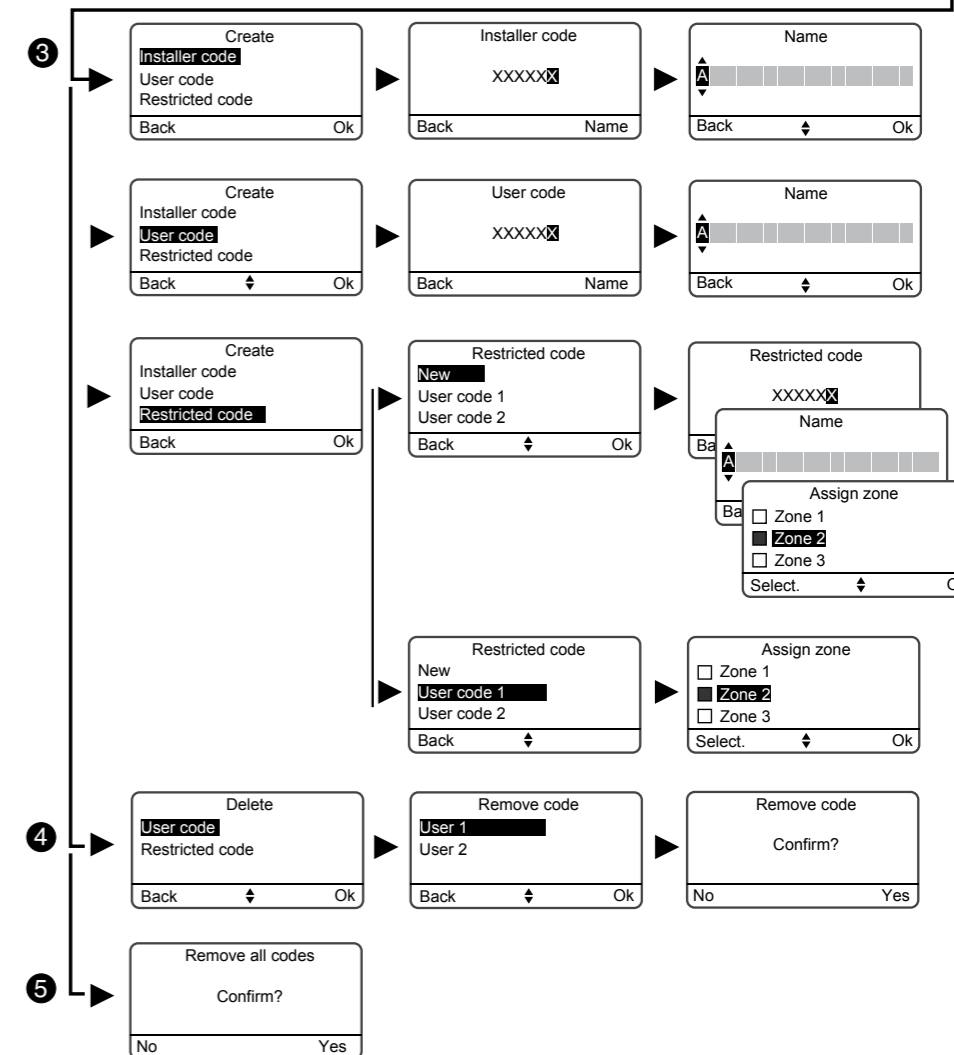 3
Create
Installer code
User code
Restricted code
Back Ok
Installer code
XXXXXX
Back Name
Name
A
Back Ok
Create
Installer code
User code
Restricted code
Back Ok
User code
XXXXXX
Back Name
Name
A
Back Ok
Create
Installer code
User code
Restricted code
Back Ok
Restricted code
New
User code 1
User code 2
Back Ok
Restricted code
XXXXXX
Ba
Name
A
Ba
Assign zone
Zone 1
Zone 2
Zone 3
Select.
Restricted code
New
User code 1
User code 2
Back
Assign zone
Zone 1
Zone 2
Zone 3
Select. Ok
4
Delete
User code
Restricted code
Back Ok
Remove code
User 1
User 2
Back Ok
Remove code
Confirm?
No Yes
5
Remove all codes
Confirm?
No Yes